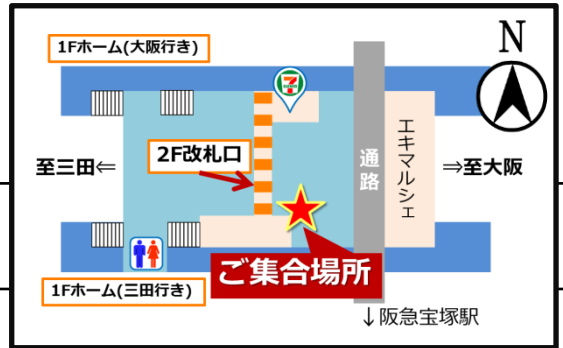 1Fホーム(大阪行き)
N
7
2F改札口
至三田⇐
通路
エキマルシェ
⇒至大阪
ご集合場所
1Fホーム(三田行き)
↓阪急宝塚駅